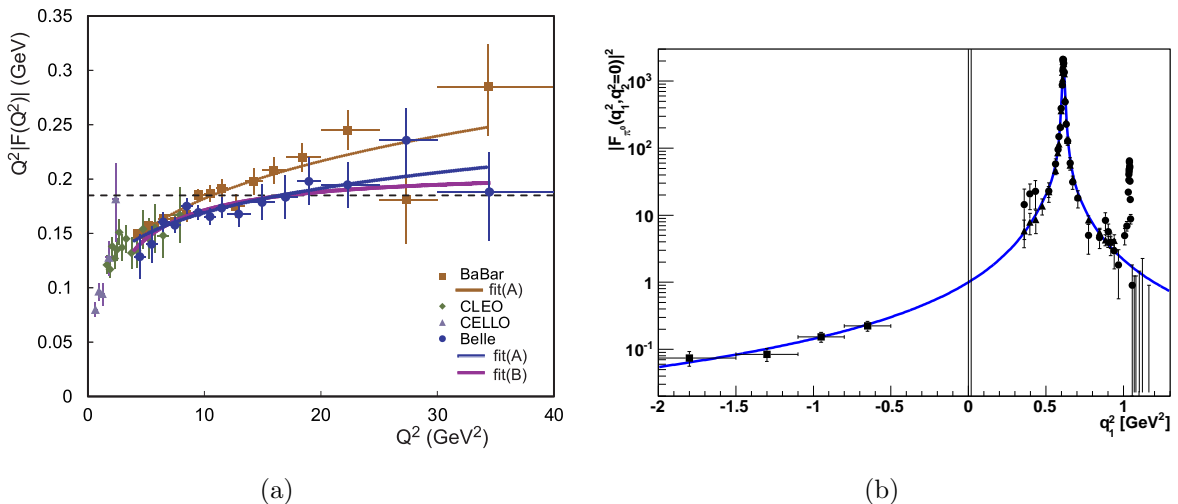 0.35
0.3
0.25
0.2
0.15
0.1
0.05
0
Q²|F(Q²)| (GeV)
BaBar
fit(A)
CLEO
CELLO
Belle
fit(A)
fit(B)
0 10 20 30 40
Q² (GeV²)
(a)
|F_π⁰(q₁²,q₂²=0)|²
10³
10²
10
1
10⁻¹
-2 -1.5 -1 -0.5 0 0.5 1
q₁² [GeV²]
(b)